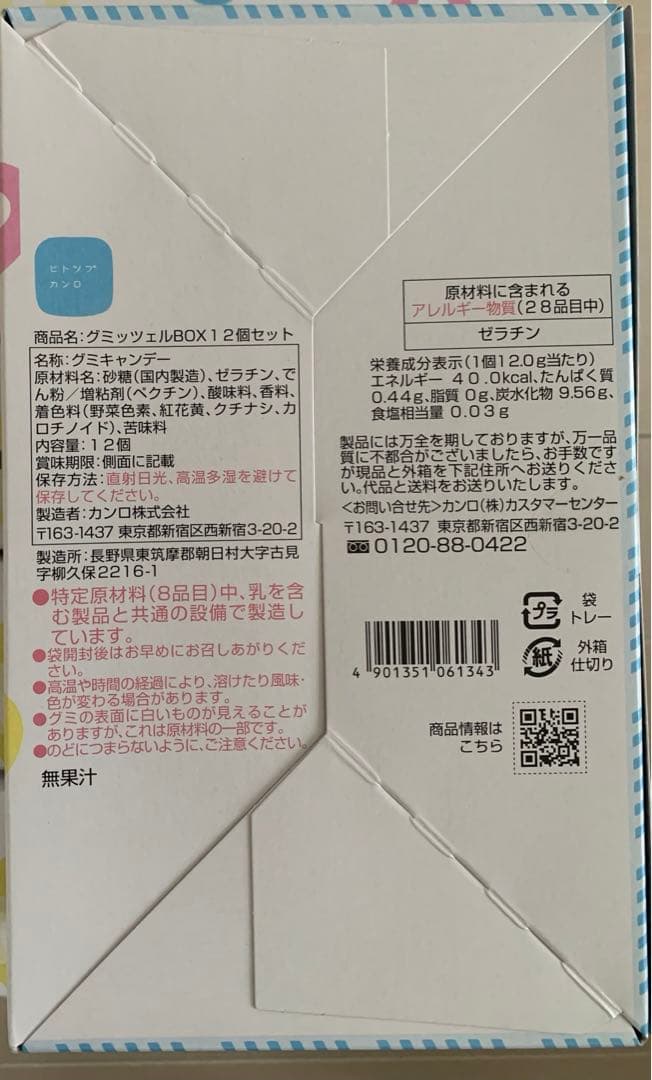 ヒトツブ
カンロ
商品名：グミッツェルBOX12個セット
名称：グミキャンデー
原材料名：砂糖(国内製造)、ゼラチン、で
ん粉／増粘剤(ペクチン)、酸味料、香料、
着色料(野菜色素、紅花黄、クチナシ、カ
ロチノイド)、苦味料
内容量：12個
賞味期限：側面に記載
保存方法：直射日光、高温多湿を避けて
保存してください。
製造者：カンロ株式会社
〒163-1437 東京都新宿区西新宿3-20-2
製造所：長野県東筑摩郡朝日村大字古見
字柳久保2216-1
●特定原材料(8品目)中、乳を含
む製品と共通の設備で製造し
ています。
●袋開封後はお早めにお召しあがりくだ
さい。
●高温や時間の経過により、溶けたり風味・
色が変わる場合があります。
●グミの表面に白いものが見えることが
ありますが、これは原材料の一部です。
●のどにつまらないように、ご注意ください。
無果汁
原材料に含まれる
アレルギー物質(28品目中)
ゼラチン
栄養成分表示(1個12.0g当たり)
エネルギー 40.0kcal、たんぱく質
0.44g、脂質 0g、炭水化物 9.56g、
食塩相当量 0.03g
製品には万全を期しておりますが、万一品
質に不都合がございましたら、お手数です
が現品と外箱を下記住所へお送りくださ
い。代品と送料をお送りいたします。
＜お問い合せ先＞カンロ(株)カスタマーセンター
〒163-1437 東京都新宿区西新宿3-20-2
0120-88-0422
プラ
袋
トレー
紙
外箱
仕切り
4 901351 061343
商品情報は
こちら